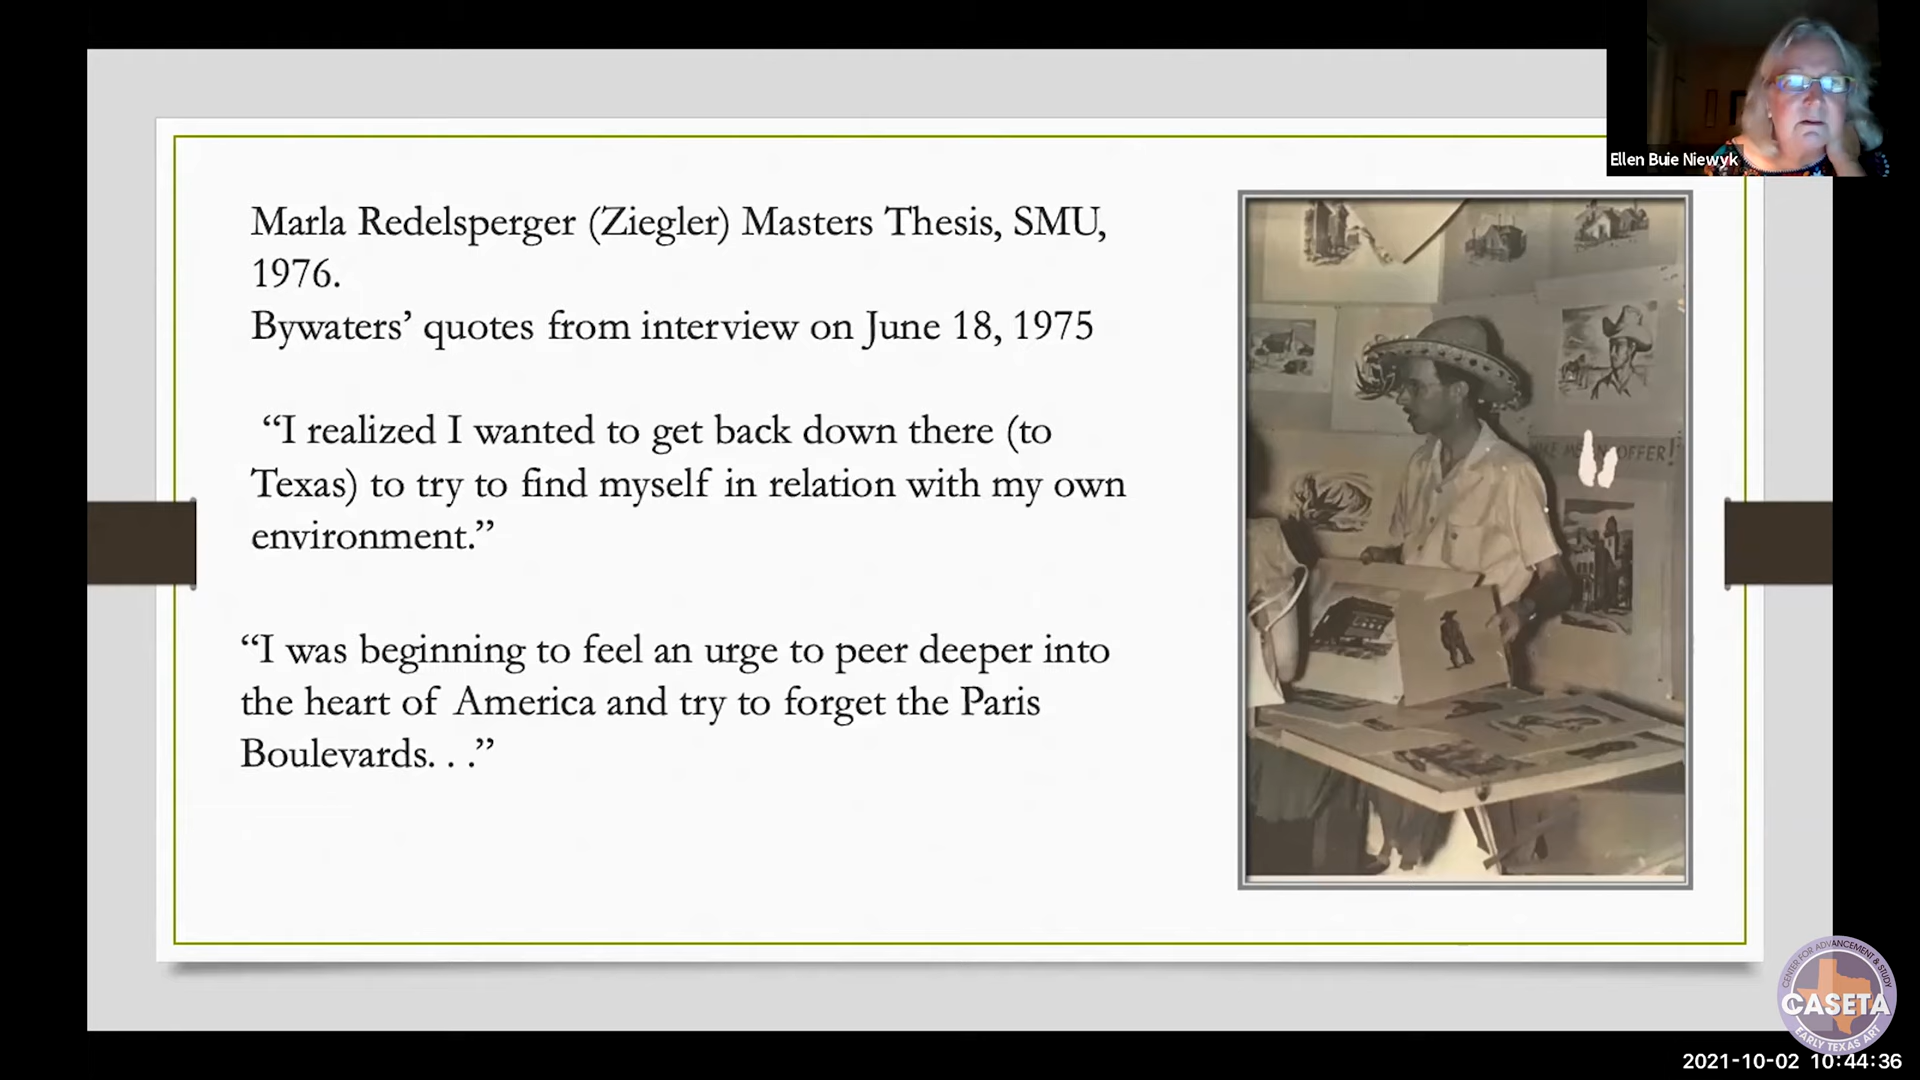 Ellen Buie Niewyk
Marla Redelsperger (Ziegler) Masters Thesis, SMU,
1976.
Bywaters’ quotes from interview on June 18, 1975
“I realized I wanted to get back down there (to
Texas) to try to find myself in relation with my own
environment.”
“I was beginning to feel an urge to peer deeper into
the heart of America and try to forget the Paris
Boulevards. . .”
OFFER!
CENTER FOR ADVANCEMENT & STUDY
CASETA
EARLY TEXAS ART
2021-10-02 10:44:36